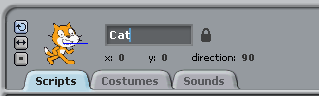 Cat
x: 0 y: 0 direction: 90
Scripts Costumes Sounds